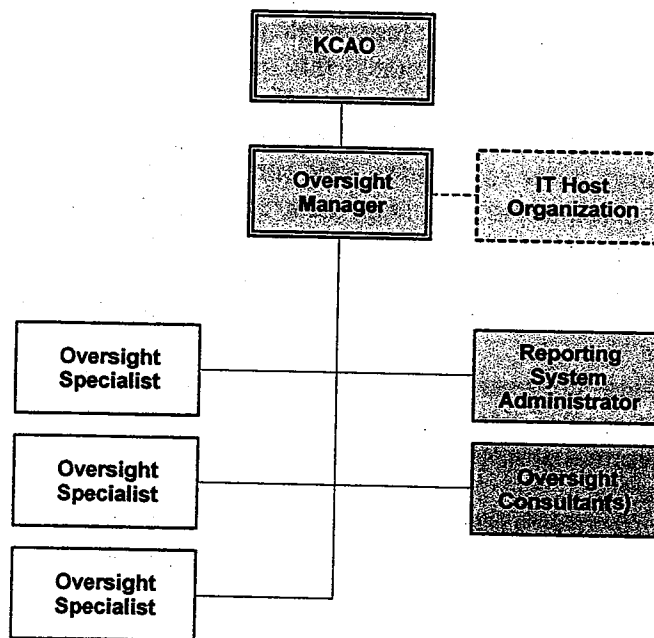 KCAO
Oversight
Manager
IT Host
Organization
Oversight
Specialist
Reporting
System
Administrator
Oversight
Specialist
Oversight
Consultant(s)
Oversight
Specialist